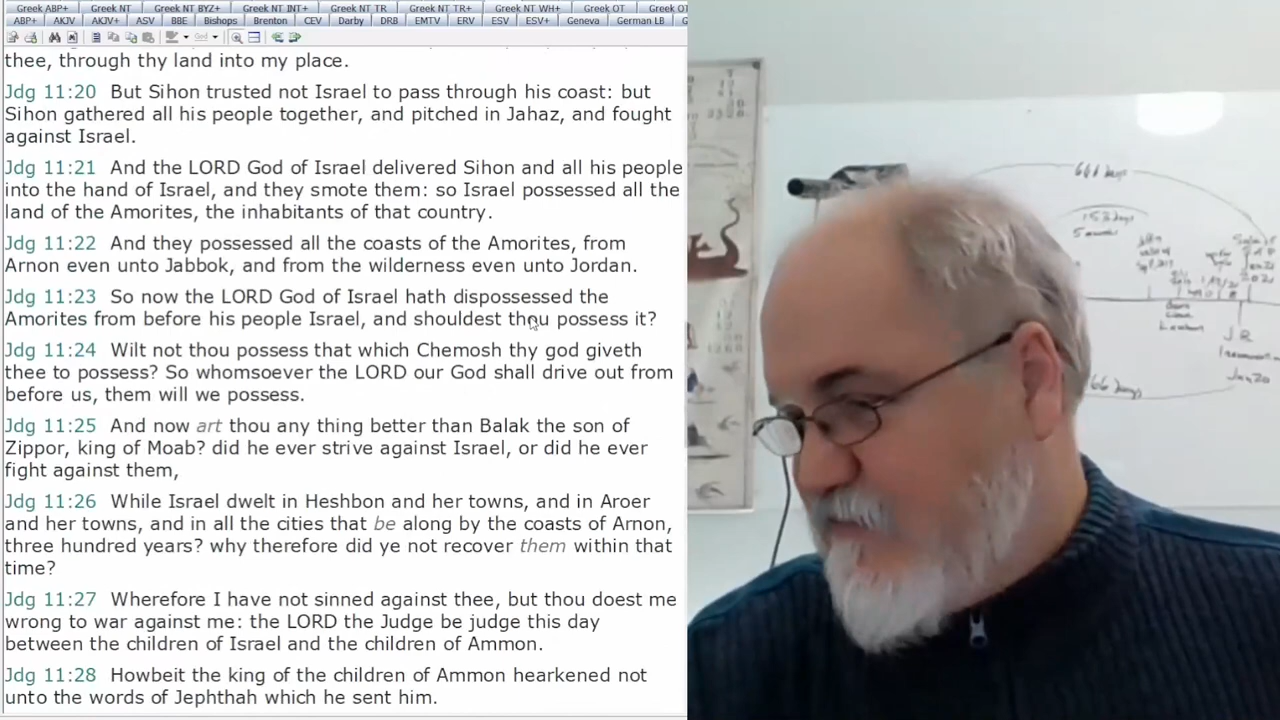 Greek ABP+ Greek NT Greek NT BYZ+ Greek NT INT+ Greek NT TR Greek NT TR+ Greek NT WH+ Greek OT
ABP+ AKJV AKJV+ ASV BBE Bishops Brenton CEV Darby DRB EMTV ERV ESV ESV+ Geneva German LB
thee, through thy land into my place.
Jdg 11:20 But Sihon trusted not Israel to pass through his coast: but
Sihon gathered all his people together, and pitched in Jahaz, and fought
against Israel.
Jdg 11:21 And the LORD God of Israel delivered Sihon and all his people
into the hand of Israel, and they smote them: so Israel possessed all the
land of the Amorites, the inhabitants of that country.
Jdg 11:22 And they possessed all the coasts of the Amorites, from
Arnon even unto Jabbok, and from the wilderness even unto Jordan.
Jdg 11:23 So now the LORD God of Israel hath dispossessed the
Amorites from before his people Israel, and shouldest thou possess it?
Jdg 11:24 Wilt not thou possess that which Chemosh thy god giveth
thee to possess? So whomsoever the LORD our God shall drive out from
before us, them will we possess.
Jdg 11:25 And now art thou any thing better than Balak the son of
Zippor, king of Moab? did he ever strive against Israel, or did he ever
fight against them,
Jdg 11:26 While Israel dwelt in Heshbon and her towns, and in Aroer
and her towns, and in all the cities that be along by the coasts of Arnon,
three hundred years? why therefore did ye not recover them within that
time?
Jdg 11:27 Wherefore I have not sinned against thee, but thou doest me
wrong to war against me: the LORD the Judge be judge this day
between the children of Israel and the children of Ammon.
Jdg 11:28 Howbeit the king of the children of Ammon hearkened not
unto the words of Jephthah which he sent him.
153 days
66 days